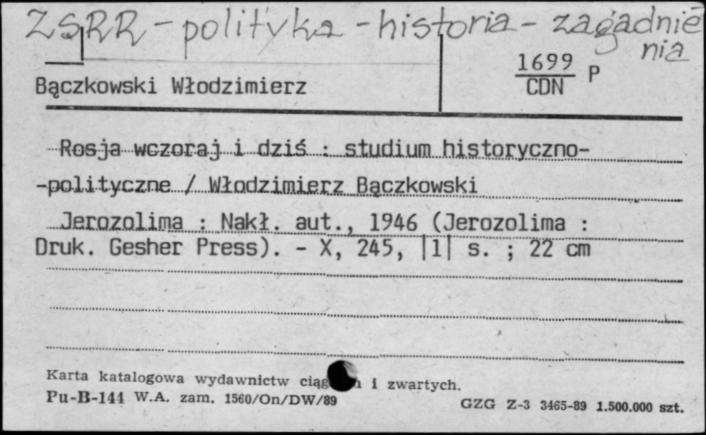 ZSRR - polityka - historia - zagadnie
nia
1699 P
CDN
Bączkowski Włodzimierz
Rosja wczoraj i dziś : studium historyczno-
-polityczne / Włodzimierz Bączkowski
Jerozolima : Nakł. aut., 1946 (Jerozolima :
Druk. Gesher Press). - X, 245, |1| s. ; 22 cm
Karta katalogowa wydawnictw i zwartych.
Pu-B-144 W.A. zam. 1560/On/DW/89
GZG Z-3 3465-89 1.500.000 szt.